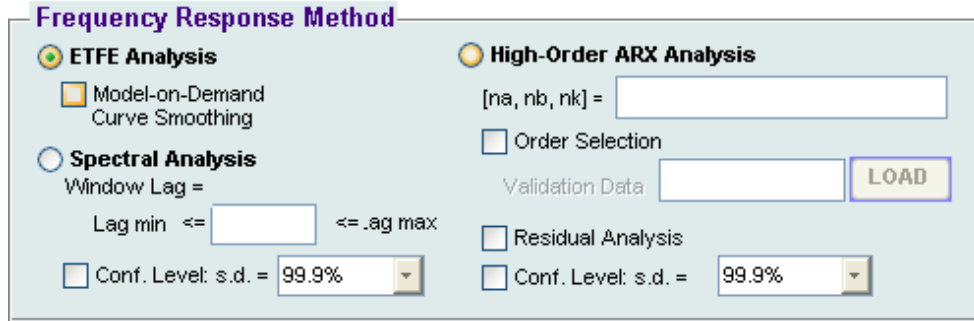 Frequency Response Method
ETFE Analysis
Model-on-Demand
Curve Smoothing
Spectral Analysis
Window Lag =
Lag min <= <= .ag max
Conf. Level: s.d. = 99.9%
High-Order ARX Analysis
[na, nb, nk] =
Order Selection
Validation Data LOAD
Residual Analysis
Conf. Level: s.d. = 99.9%